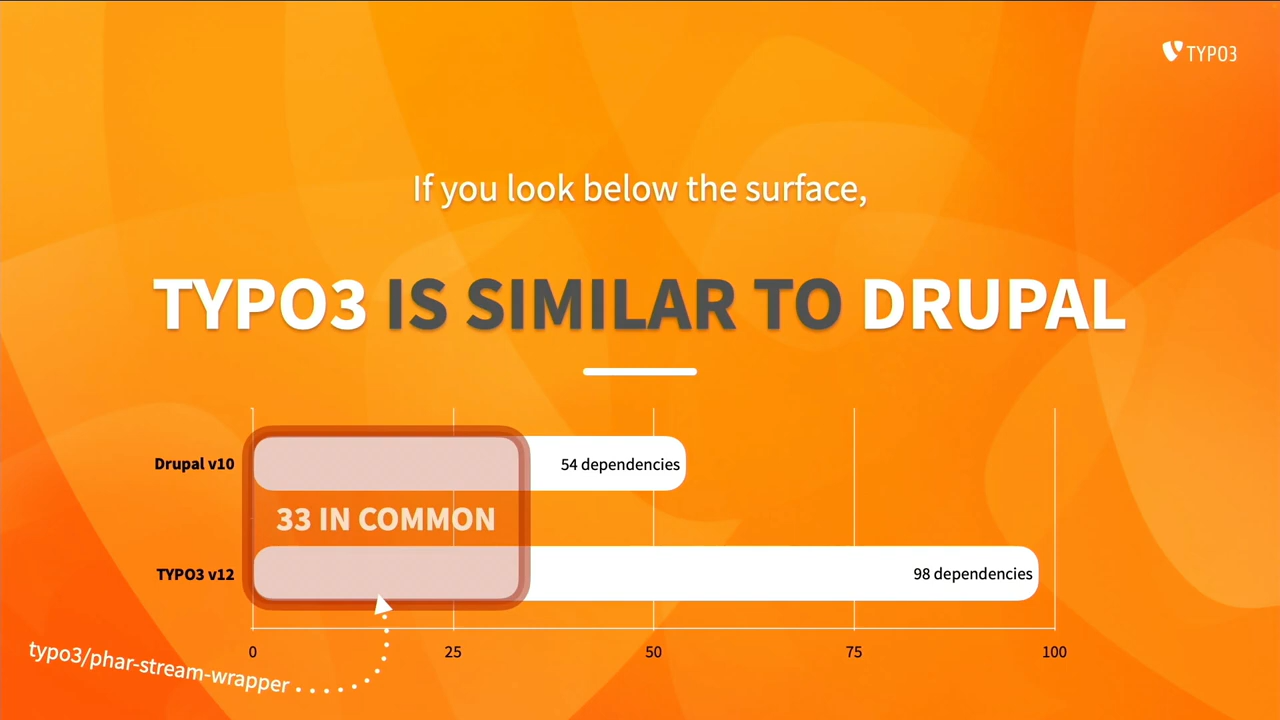 TYPO3
If you look below the surface,
TYPO3 IS SIMILAR TO DRUPAL
Drupal v10
54 dependencies
33 IN COMMON
TYPO3 v12
98 dependencies
0 25 50 75 100
typo3/phar-stream-wrapper